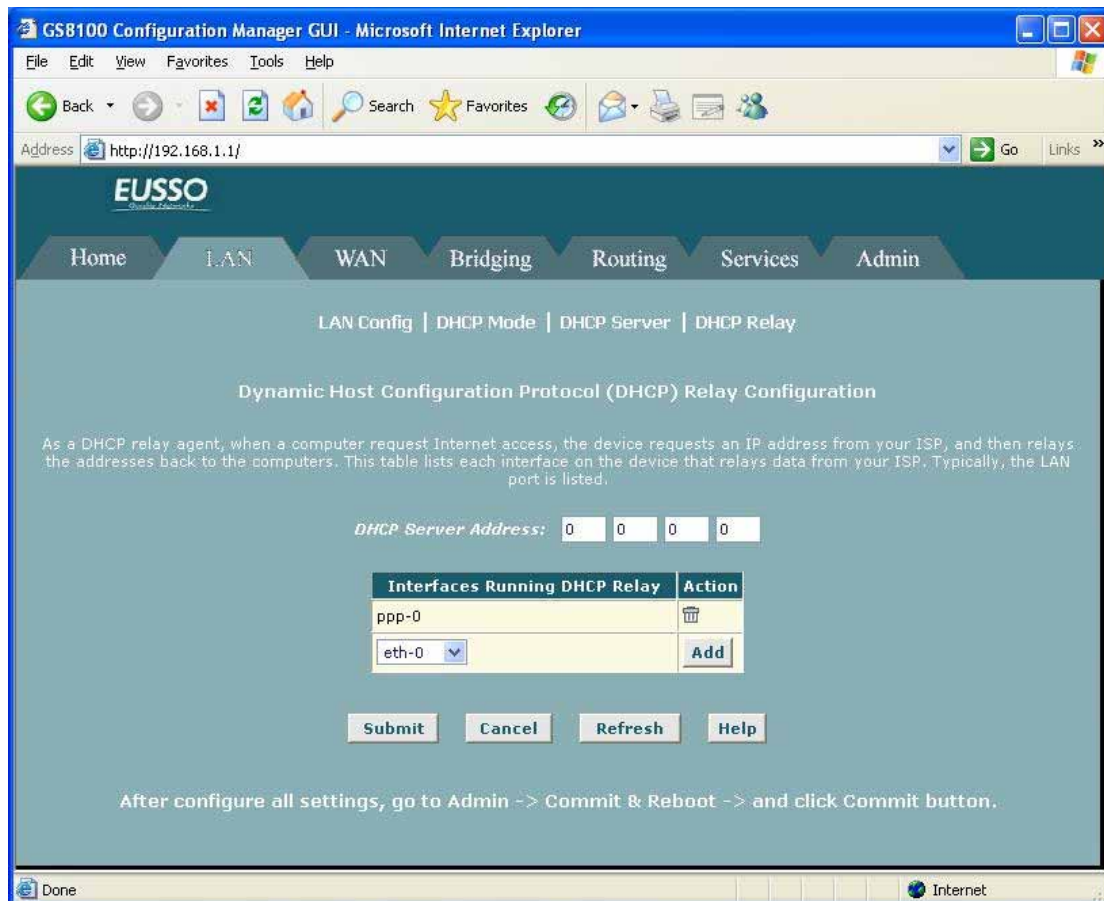 GS8100 Configuration Manager GUI - Microsoft Internet Explorer
File Edit View Favorites Tools Help
Back Search Favorites
Address http://192.168.1.1/ Go Links »
EUSSO
Home LAN WAN Bridging Routing Services Admin
LAN Config | DHCP Mode | DHCP Server | DHCP Relay
Dynamic Host Configuration Protocol (DHCP) Relay Configuration
As a DHCP relay agent, when a computer request Internet access, the device requests an IP address from your ISP, and then relays
the addresses back to the computers. This table lists each interface on the device that relays data from your ISP. Typically, the LAN
port is listed.
DHCP Server Address: 0 0 0 0
Interfaces Running DHCP Relay Action
ppp-0
eth-0 Add
Submit Cancel Refresh Help
After configure all settings, go to Admin -> Commit & Reboot -> and click Commit button.
Done Internet